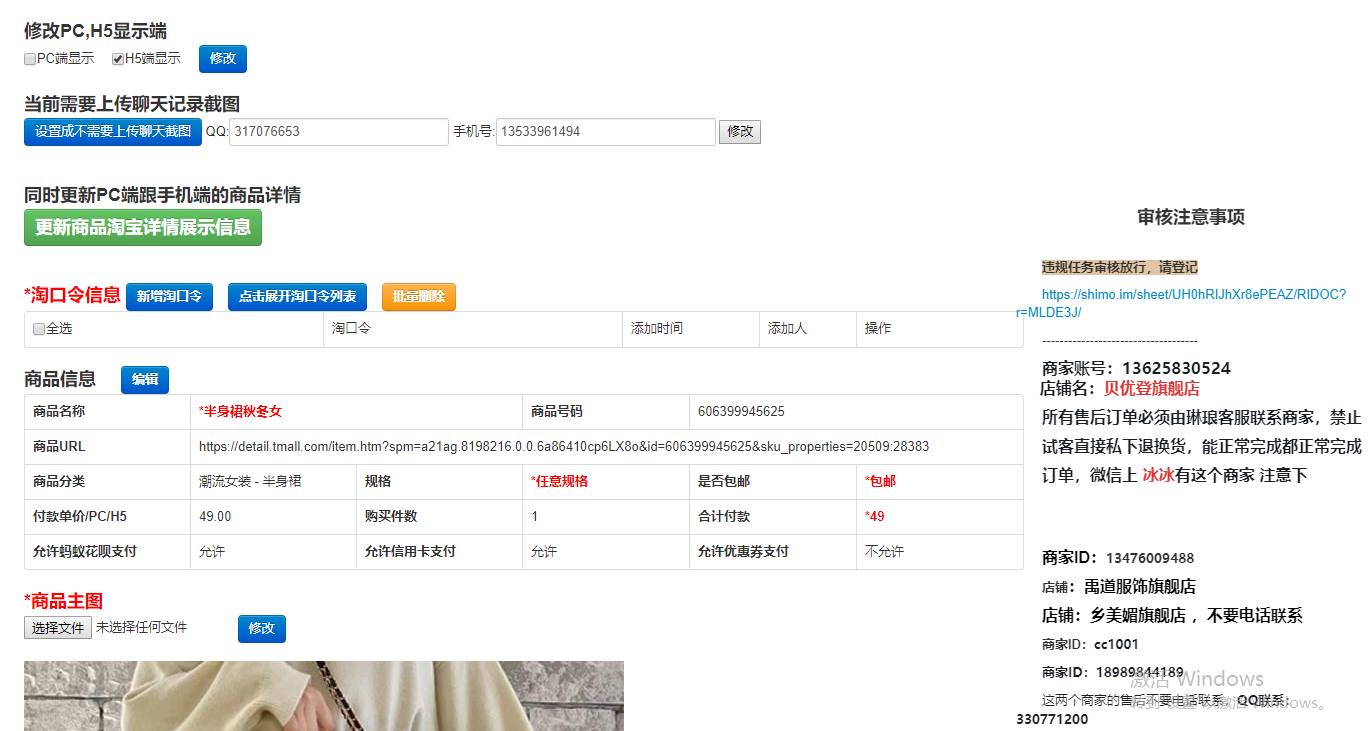 修改PC,H5显示端
PC端显示 H5端显示 修改
当前需要上传聊天记录截图
设置成不需要上传聊天截图 QQ: 317076653 手机号: 13533961494 修改
同时更新PC端跟手机端的商品详情
更新商品淘宝详情展示信息
*淘口令信息 新增淘口令 点击展开淘口令列表 批量删除
全选 淘口令 添加时间 添加人 操作
商品信息 编辑
商品名称 *半身裙秋冬女 商品号码 606399945625
商品URL https://detail.tmall.com/item.htm?spm=a21ag.8198216.0.0.6a86410cp6LX8o&id=606399945625&sku_properties=20509:28383
商品分类 潮流女装 - 半身裙 规格 *任意规格 是否包邮 *包邮
付款单价/PC/H5 49.00 购买件数 1 合计付款 *49
允许蚂蚁花呗支付 允许 允许信用卡支付 允许 允许优惠券支付 不允许
*商品主图
选择文件 未选择任何文件 修改
审核注意事项
违规任务审核放行，请登记
https://shimo.im/sheet/UH0hRIJhXr8ePEAZ/RIDOC?
r=MLDE3J/
------------------------------------
商家账号：13625830524
店铺名：贝优登旗舰店
所有售后订单必须由琳琅客服联系商家，禁止
试客直接私下退换货，能正常完成都正常完成
订单，微信上 冰冰有这个商家 注意下
商家ID：13476009488
店铺：禹道服饰旗舰店
店铺：乡美媚旗舰店 ，不要电话联系
商家ID：cc1001
商家ID：18989844189
这两个商家的售后不要电话联系 QQ联系：
330771200
激活 Windows
转到"设置"以激活 Windows。